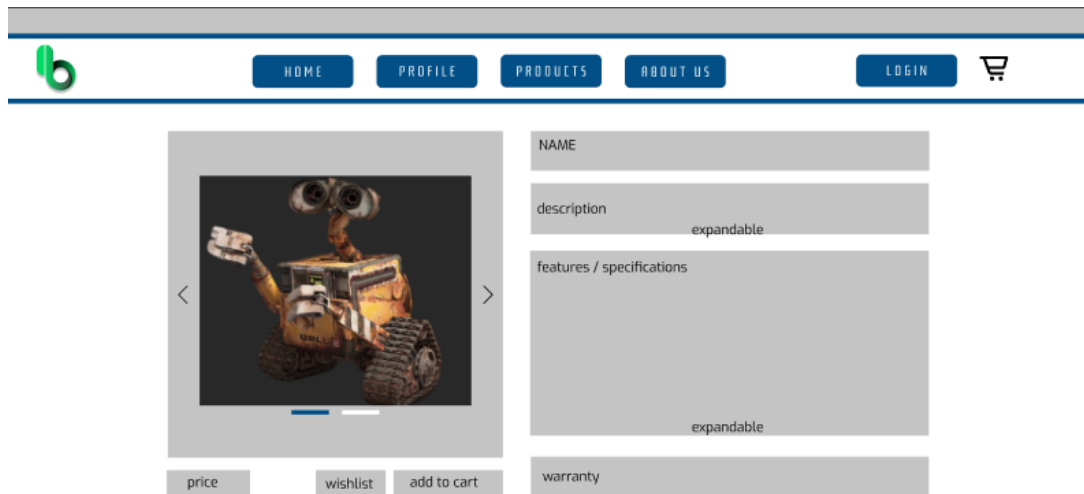 HOME
PROFILE
PRODUCTS
ABOUT US
LOGIN
NAME
description
expandable
features / specifications
expandable
price
wishlist
add to cart
warranty